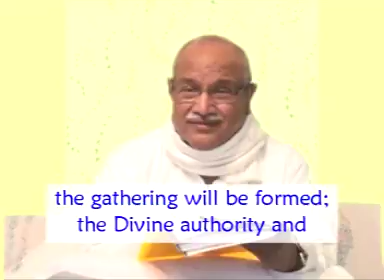 the gathering will be formed;
the Divine authority and